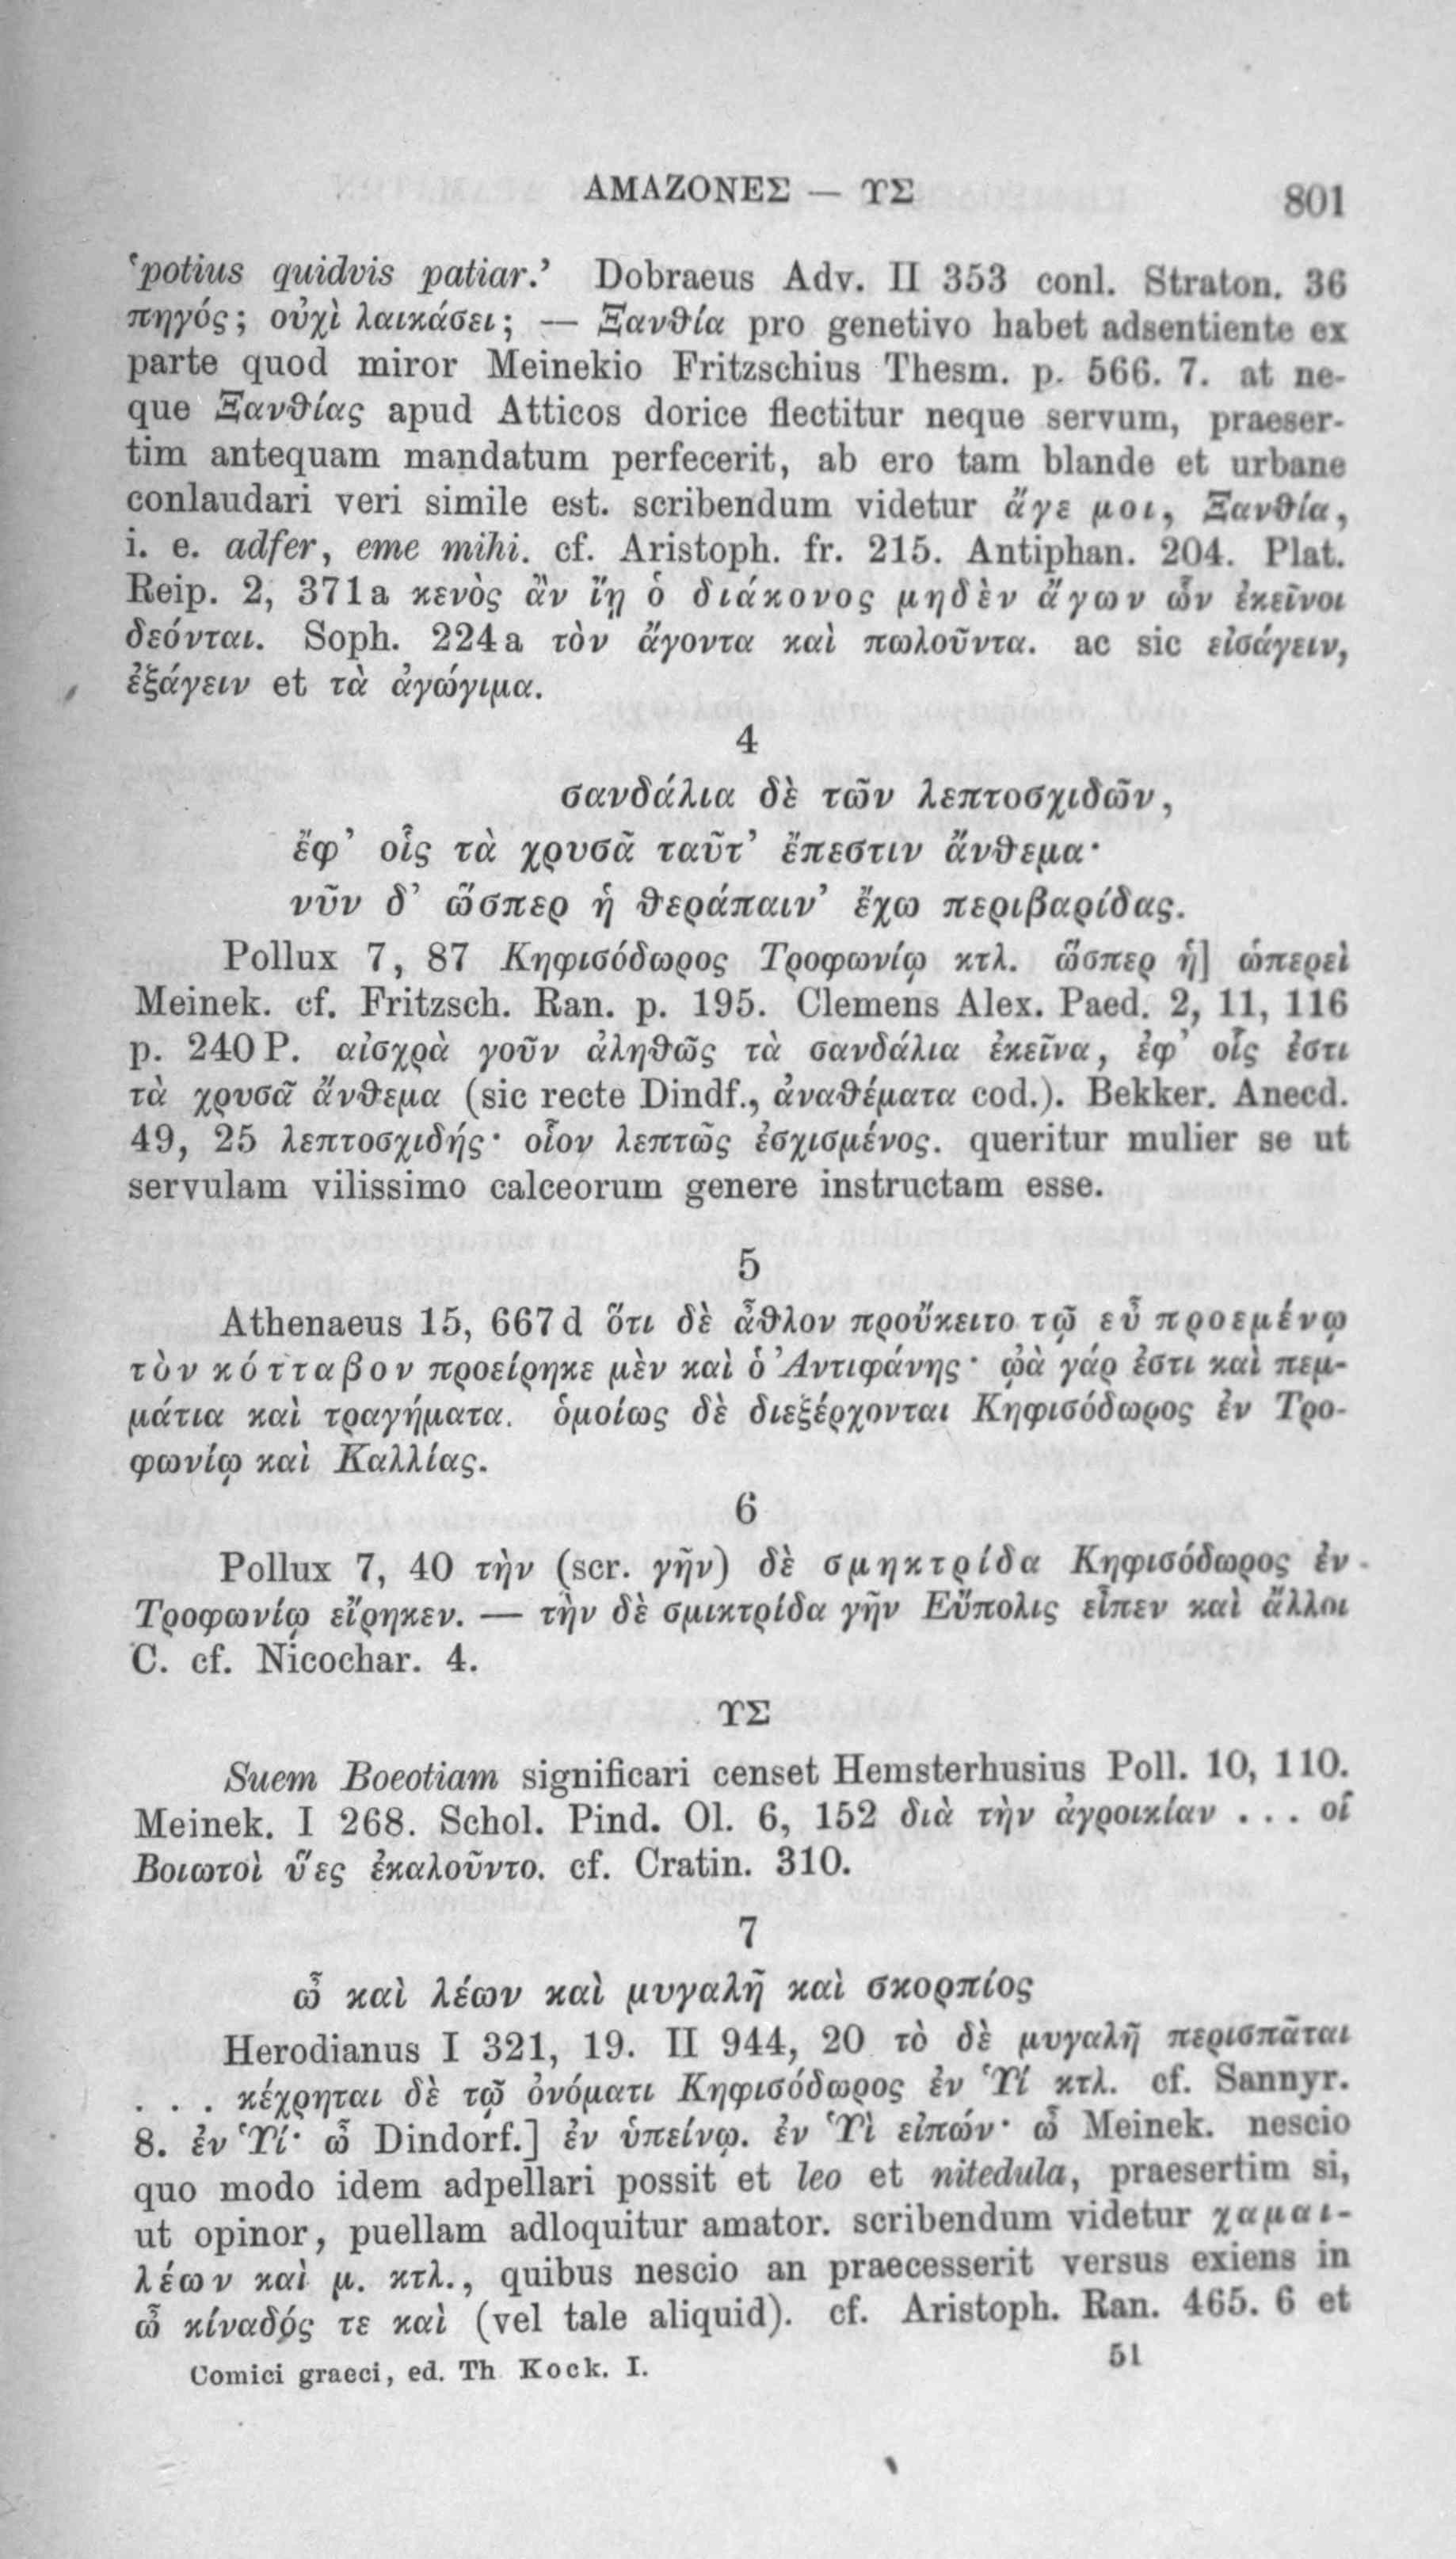 ΑΜΑΖΟΝΕΣ — ΥΣ 801
‘potius quidvis patiar.’ Dobraeus Adv. II 353 conl. Straton. 36
πηγός; οὐχὶ λαικάσει; — Ξανθία pro genetivo habet adsentiente ex
parte quod miror Meinekio Fritzschius Thesm. p. 566. 7. at ne-
que Ξανθίας apud Atticos dorice flectitur neque servum, praeser-
tim antequam mandatum perfecerit, ab ero tam blande et urbane
conlaudari veri simile est. scribendum videtur ἄγε μοι, Ξανθία,
i. e. adfer, eme mihi. cf. Aristoph. fr. 215. Antiphan. 204. Plat.
Reip. 2, 371a κενὸς ἂν ἴῃ ὁ διάκονος μηδὲν ἄγων ὧν ἐκεῖνοι
δεόνται. Soph. 224a τὸν ἄγοντα καὶ πωλοῦντα. ac sic εἰσάγειν,
ἐξάγειν et τὰ ἀγώγιμα.
4
σανδάλια δὲ τῶν λεπτοσχιδῶν,
ἔφ’ οἷς τὰ χρυσᾶ ταῦτ’ ἔπεστιν ἄνθεμα·
νῦν δ’ ὥσπερ ἡ θεράπαιν’ ἔχω περιβαρίδας.
Pollux 7, 87 Κηφισόδωρος Τροφωνίῳ κτλ. ὥσπερ ἡ] ὡπερεὶ
Meinek. cf. Fritzsch. Ran. p. 195. Clemens Alex. Paed. 2, 11, 116
p. 240 P. αἰσχρὰ γοῦν ἀληθῶς τὰ σανδάλια ἐκεῖνα, ἐφ’ οἷς ἐστι
τὰ χρυσᾶ ἄνθεμα (sic recte Dindf., ἀναθέματα cod.). Bekker. Anecd.
49, 25 λεπτοσχιδής· οἷον λεπτῶς ἐσχισμένος. queritur mulier se ut
servulam vilissimo calceorum genere instructam esse.
5
Athenaeus 15, 667d ὅτι δὲ ἆθλον προὔκειτο τῷ εὖ προεμένῳ
τὸν κότταβον προείρηκε μὲν καὶ ὁ Ἀντιφάνης· ᾠὰ γάρ ἐστι καὶ πεμ-
μάτια καὶ τραγήματα. ὁμοίως δὲ διεξέρχονται Κηφισόδωρος ἐν Τρο-
φωνίῳ καὶ Καλλίας.
6
Pollux 7, 40 τὴν (scr. γῆν) δὲ σμηκτρίδα Κηφισόδωρος ἐν
Τροφωνίῳ εἴρηκεν. — τὴν δὲ σμικτρίδα γῆν Εὔπολις εἶπεν καὶ ἄλλοι
C. cf. Nicochar. 4.
ΥΣ
Suem Boeotiam significari censet Hemsterhusius Poll. 10, 110.
Meinek. I 268. Schol. Pind. Ol. 6, 152 διὰ τὴν ἀγροικίαν . . . οἱ
Βοιωτοὶ ὕες ἐκαλοῦντο. cf. Cratin. 310.
7
ὦ καὶ λέων καὶ μυγαλῆ καὶ σκορπίος
Herodianus I 321, 19. II 944, 20 τὸ δὲ μυγαλῆ περισπᾶται
. . . κέχρηται δὲ τῷ ὀνόματι Κηφισόδωρος ἐν Ὑί κτλ. cf. Sannyr.
8. ἐν Ὑί· ὦ Dindorf.] ἐν ὑπείνῳ. ἐν Ὑὶ εἰπών· ὦ Meinek. nescio
quo modo idem adpellari possit et leo et nitedula, praesertim si,
ut opinor, puellam adloquitur amator. scribendum videtur χαμαι-
λέων καὶ μ. κτλ., quibus nescio an praecesserit versus exiens in
ὦ κίναδός τε καὶ (vel tale aliquid). cf. Aristoph. Ran. 465. 6 et
Comici graeci, ed. Th. Kock. I. 51